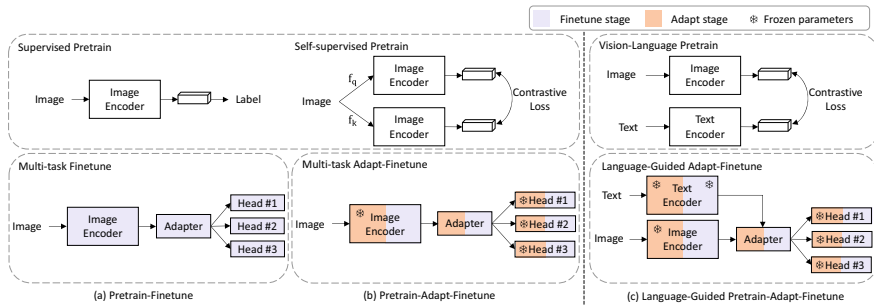 Finetune stage Adapt stage Frozen parameters
Supervised Pretrain
Image
Image
Encoder
Label
Self-supervised Pretrain
Image
f_q
f_k
Image
Encoder
Image
Encoder
Contrastive
Loss
Vision-Language Pretrain
Image
Image
Encoder
Text
Text
Encoder
Contrastive
Loss
Multi-task Finetune
Image
Image
Encoder
Adapter
Head #1
Head #2
Head #3
Multi-task Adapt-Finetune
Image
Image
Encoder
Adapter
Head #1
Head #2
Head #3
Language-Guided Adapt-Finetune
Text
Text
Encoder
Image
Image
Encoder
Adapter
Head #1
Head #2
Head #3
(a) Pretrain-Finetune
(b) Pretrain-Adapt-Finetune
(c) Language-Guided Pretrain-Adapt-Finetune